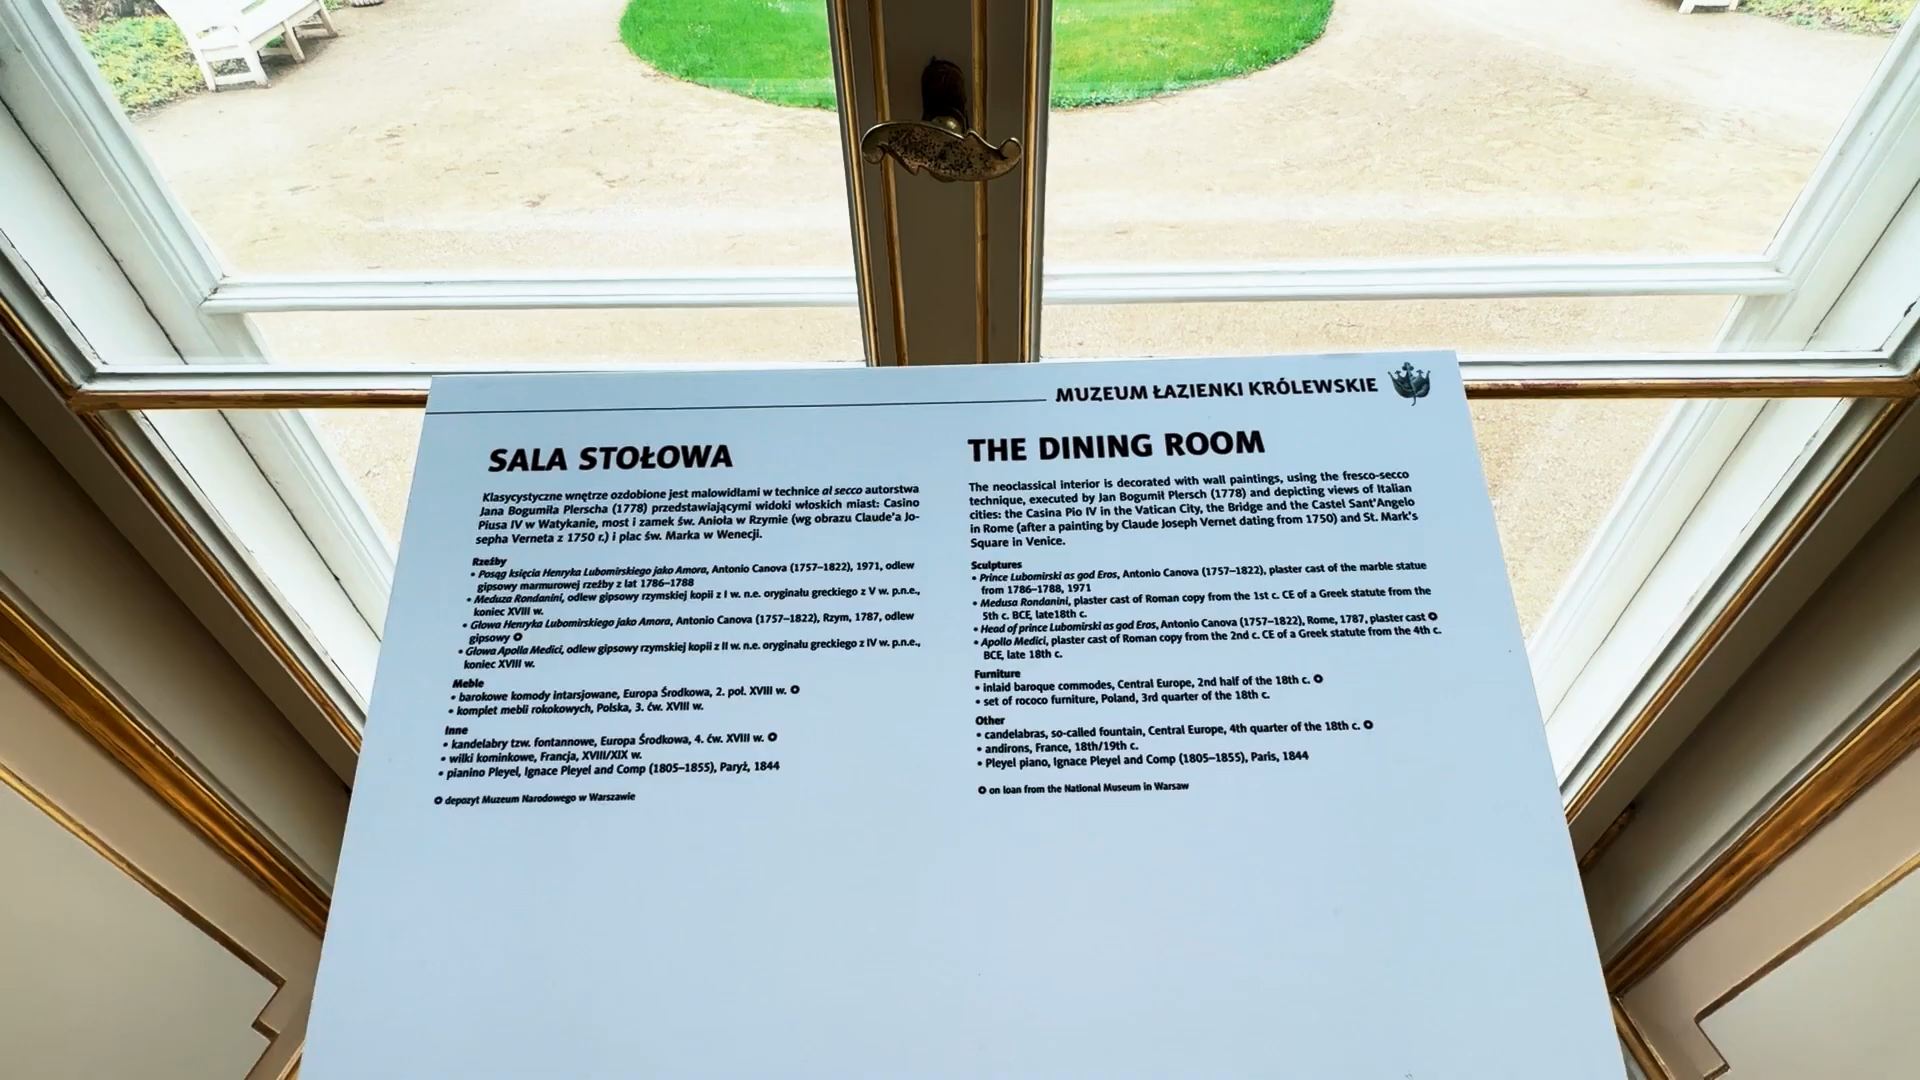 MUZEUM ŁAZIENKI KRÓLEWSKIE
SALA STOŁOWA
Klasycystyczne wnętrze ozdobione jest malowidłami w technice al secco autorstwa
Jana Bogumiła Plerscha (1778) przedstawiającymi widoki włoskich miast: Casino
Piusa IV w Watykanie, most i zamek św. Anioła w Rzymie (wg obrazu Claude'a Jo-
sepha Verneta z 1750 r.) i plac św. Marka w Wenecji.
Rzeźby
• Posąg księcia Henryka Lubomirskiego jako Amora, Antonio Canova (1757–1822), 1971, odlew
gipsowy marmurowej rzeźby z lat 1786–1788
• Meduza Rondanini, odlew gipsowy rzymskiej kopii z I w. n.e. oryginału greckiego z V w. p.n.e.,
koniec XVIII w.
• Głowa Henryka Lubomirskiego jako Amora, Antonio Canova (1757–1822), Rzym, 1787, odlew
gipsowy ✪
• Głowa Apolla Medici, odlew gipsowy rzymskiej kopii z II w. n.e. oryginału greckiego z IV w. p.n.e.,
koniec XVIII w.
Meble
• barokowe komody intarsjowane, Europa Środkowa, 2. poł. XVIII w. ✪
• komplet mebli rokokowych, Polska, 3. ćw. XVIII w.
Inne
• kandelabry tzw. fontannowe, Europa Środkowa, 4. ćw. XVIII w. ✪
• wilki kominkowe, Francja, XVIII/XIX w.
• pianino Pleyel, Ignace Pleyel and Comp (1805–1855), Paryż, 1844
✪ depozyt Muzeum Narodowego w Warszawie
THE DINING ROOM
The neoclassical interior is decorated with wall paintings, using the fresco-secco
technique, executed by Jan Bogumił Plersch (1778) and depicting views of Italian
cities: the Casina Pio IV in the Vatican City, the Bridge and the Castel Sant'Angelo
in Rome (after a painting by Claude Joseph Vernet dating from 1750) and St. Mark's
Square in Venice.
Sculptures
• Prince Lubomirski as god Eros, Antonio Canova (1757–1822), plaster cast of the marble statue
from 1786–1788, 1971
• Medusa Rondanini, plaster cast of Roman copy from the 1st c. CE of a Greek statute from the
5th c. BCE, late18th c.
• Head of prince Lubomirski as god Eros, Antonio Canova (1757–1822), Rome, 1787, plaster cast ✪
• Apollo Medici, plaster cast of Roman copy from the 2nd c. CE of a Greek statute from the 4th c.
BCE, late 18th c.
Furniture
• inlaid baroque commodes, Central Europe, 2nd half of the 18th c. ✪
• set of rococo furniture, Poland, 3rd quarter of the 18th c.
Other
• candelabras, so-called fountain, Central Europe, 4th quarter of the 18th c. ✪
• andirons, France, 18th/19th c.
• Pleyel piano, Ignace Pleyel and Comp (1805–1855), Paris, 1844
✪ on loan from the National Museum in Warsaw